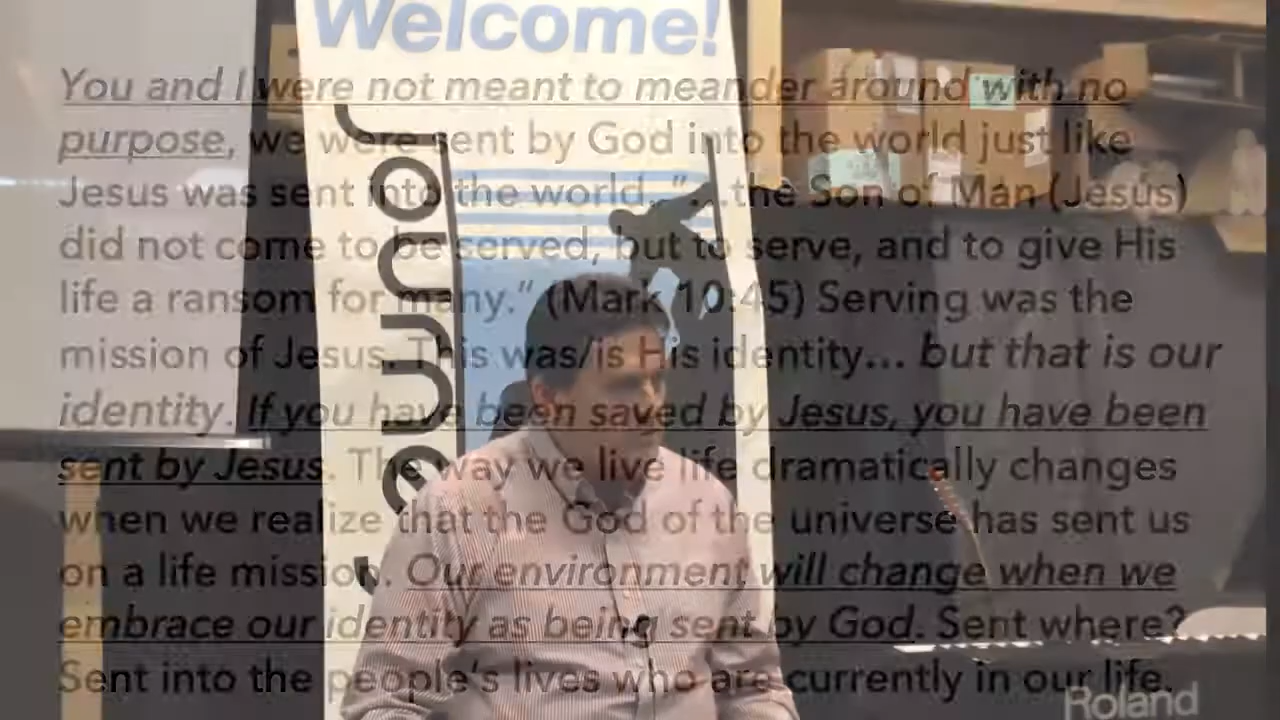 Welcome!
You and I were not meant to meander around with no
purpose, we were sent by God into the world just like
Jesus was sent into the world. “…the Son of Man (Jesus)
did not come to be served, but to serve, and to give His
life a ransom for many.” (Mark 10:45) Serving was the
mission of Jesus. This was/is His identity… but that is our
identity. If you have been saved by Jesus, you have been
sent by Jesus. The way we live life dramatically changes
when we realize that the God of the universe has sent us
on a life mission. Our environment will change when we
embrace our identity as being sent by God. Sent where?
Sent into the people's lives who are currently in our life.
Journey
Roland